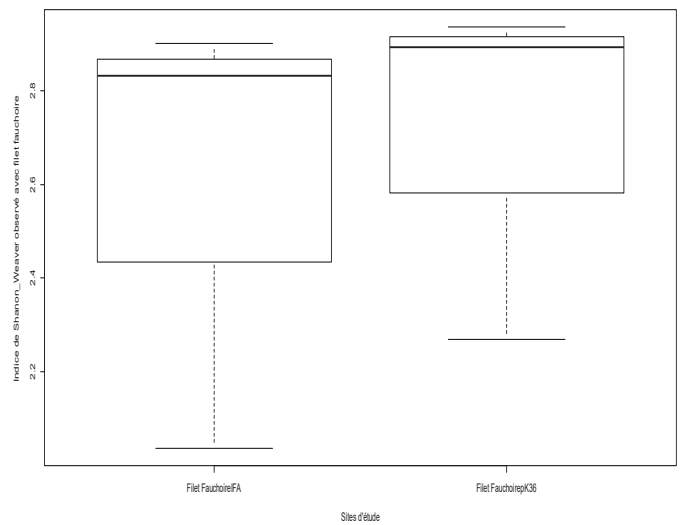 Indice de Shanon_Weaver observé avec filet fauchoire
2.8
2.6
2.4
2.2
Filet FauchoireIFA
Filet FauchoirepK36
Sites d'étude